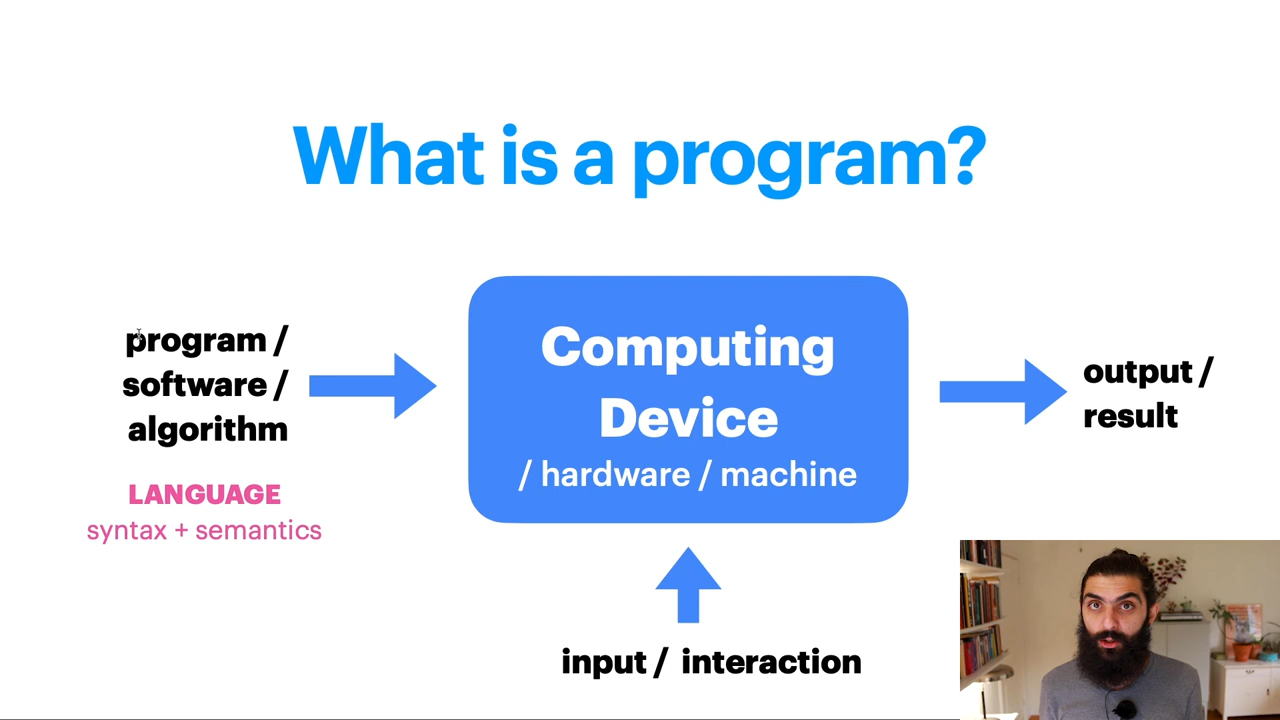 What is a program?
program /
software /
algorithm
LANGUAGE
syntax + semantics
Computing
Device
/ hardware / machine
output /
result
input / interaction